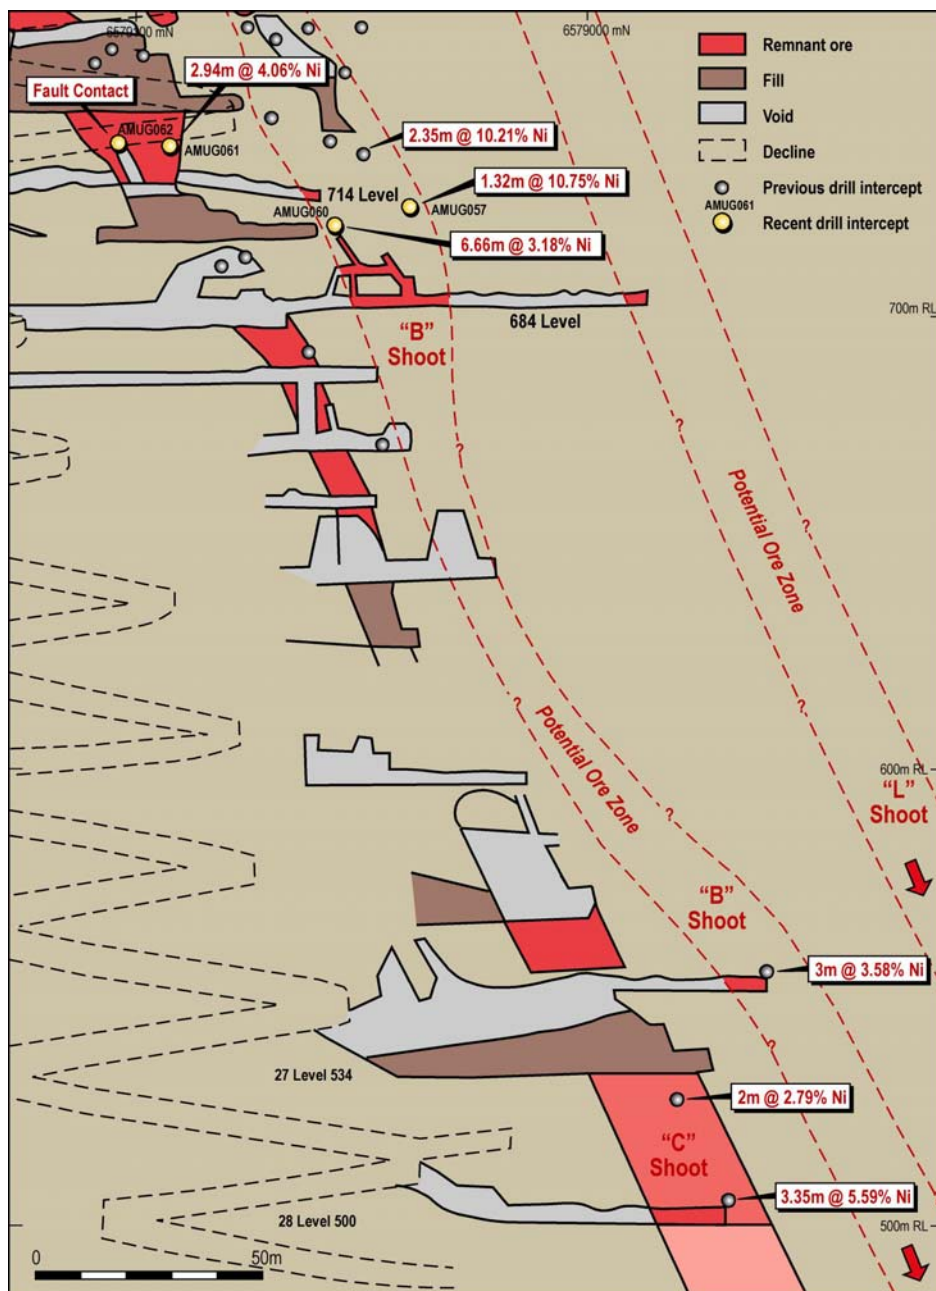 6579100 mN
6579000 mN
Remnant ore
Fill
Void
Decline
Previous drill intercept
AMUG061
Recent drill intercept
2.94m @ 4.06% Ni
Fault Contact
AMUG062
AMUG061
2.35m @ 10.21% Ni
1.32m @ 10.75% Ni
714 Level
AMUG060
AMUG057
6.66m @ 3.18% Ni
684 Level
700m RL
“B”
Shoot
?
?
Potential Ore Zone
?
?
?
?
Potential Ore Zone
?
600m RL
“L”
Shoot
“B”
Shoot
3m @ 3.58% Ni
?
27 Level 534
2m @ 2.79% Ni
“C”
Shoot
3.35m @ 5.59% Ni
28 Level 500
500m RL
0
50m